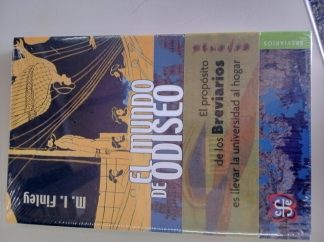 BREVIARIOS
El propósito
de los Breviarios
es llevar la universidad al hogar
EL MUNDO
DE ODISEO
M. I. Finley